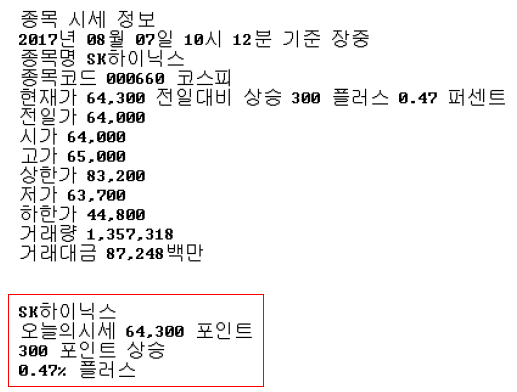 종목 시세 정보
2017년 08월 07일 10시 12분 기준 장중
종목명 SK하이닉스
종목코드 000660 코스피
현재가 64,300 전일대비 상승 300 플러스 0.47 퍼센트
전일가 64,000
시가 64,000
고가 65,000
상한가 83,200
저가 63,700
하한가 44,800
거래량 1,357,318
거래대금 87,248백만
SK하이닉스
오늘의시세 64,300 포인트
300 포인트 상승
0.47% 플러스